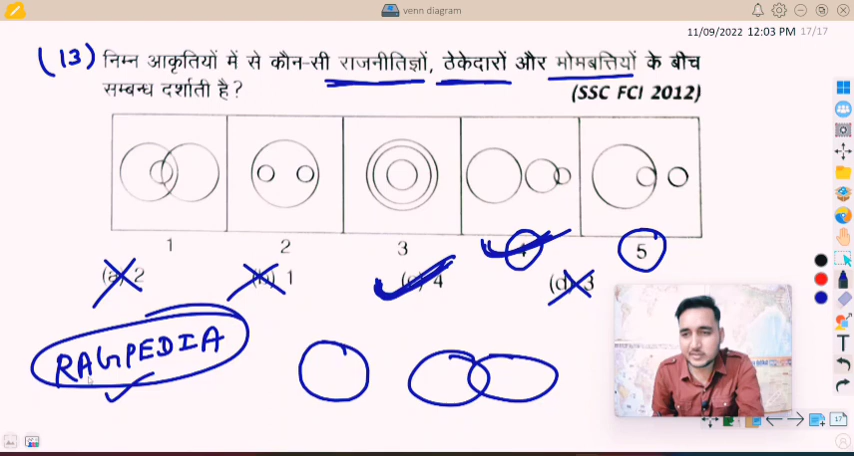 venn diagram
11/09/2022 12:03 PM 17/17
(13) निम्न आकृतियों में से कौन-सी राजनीतिज्ञों, ठेकेदारों और मोमबत्तियों के बीच
सम्बन्ध दर्शाती है? (SSC FCI 2012)
1 2 3 4 5
(a) 2 (b) 1 (c) 4 (d) 3
RAGPEDIA
T
17